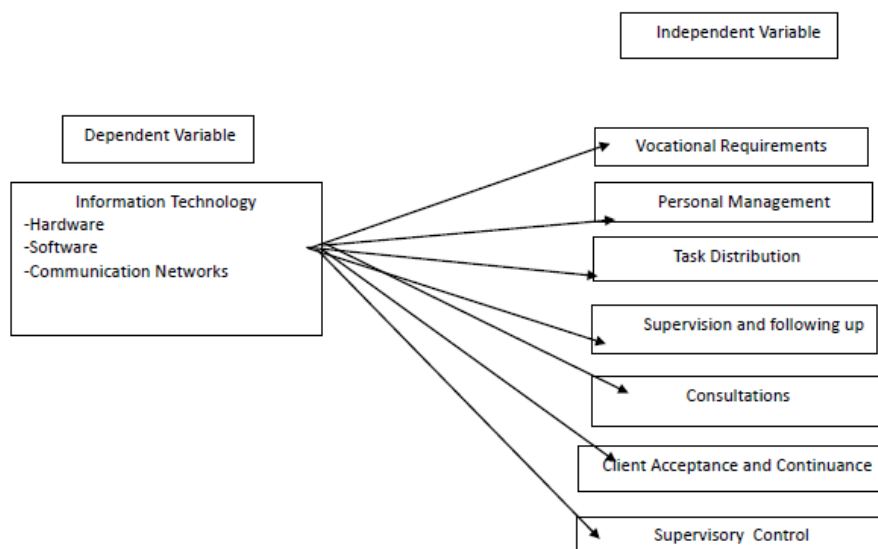 Independent Variable
Dependent Variable
Vocational Requirements
Information Technology
-Hardware
-Software
-Communication Networks
Personal Management
Task Distribution
Supervision and following up
Consultations
Client Acceptance and Continuance
Supervisory Control